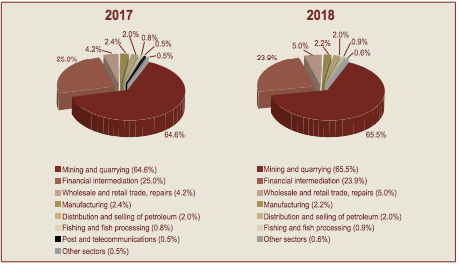 2017
2018
2.4%
2.0%
0.8%
4.2%
0.5%
0.5%
25.0%
64.6%
2.2%
2.0%
0.9%
5.0%
0.6%
23.9%
65.5%
Mining and quarrying (64.6%)
Financial intermediation (25.0%)
Wholesale and retail trade, repairs (4.2%)
Manufacturing (2.4%)
Distribution and selling of petroleum (2.0%)
Fishing and fish processing (0.8%)
Post and telecommunications (0.5%)
Other sectors (0.5%)
Mining and quarrying (65.5%)
Financial intermediation (23.9%)
Wholesale and retail trade, repairs (5.0%)
Manufacturing (2.2%)
Distribution and selling of petroleum (2.0%)
Fishing and fish processing (0.9%)
Other sectors (0.6%)